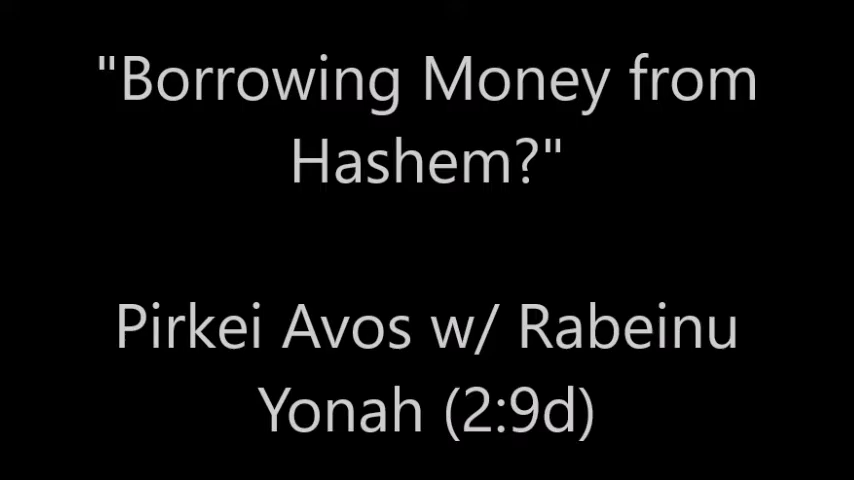 "Borrowing Money from
Hashem?"
Pirkei Avos w/ Rabeinu
Yonah (2:9d)